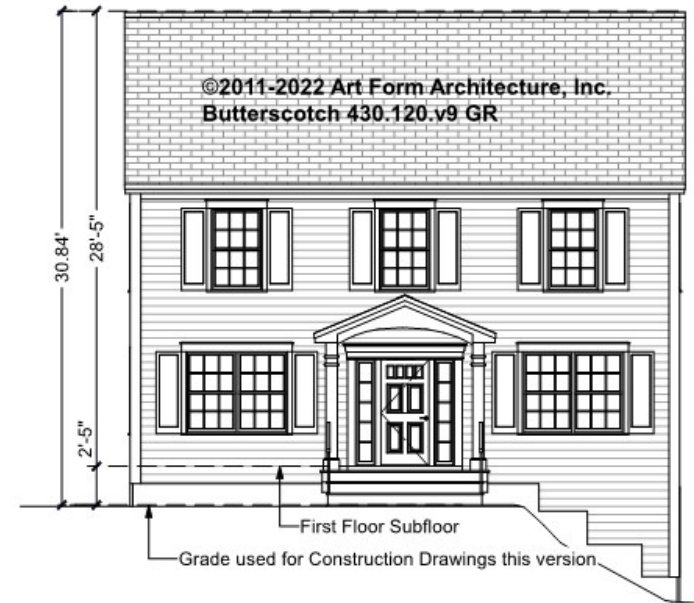 ©2011-2022 Art Form Architecture, Inc.
Butterscotch 430.120.v9 GR
30.84'
28'-5"
2'-5"
First Floor Subfloor
Grade used for Construction Drawings this version